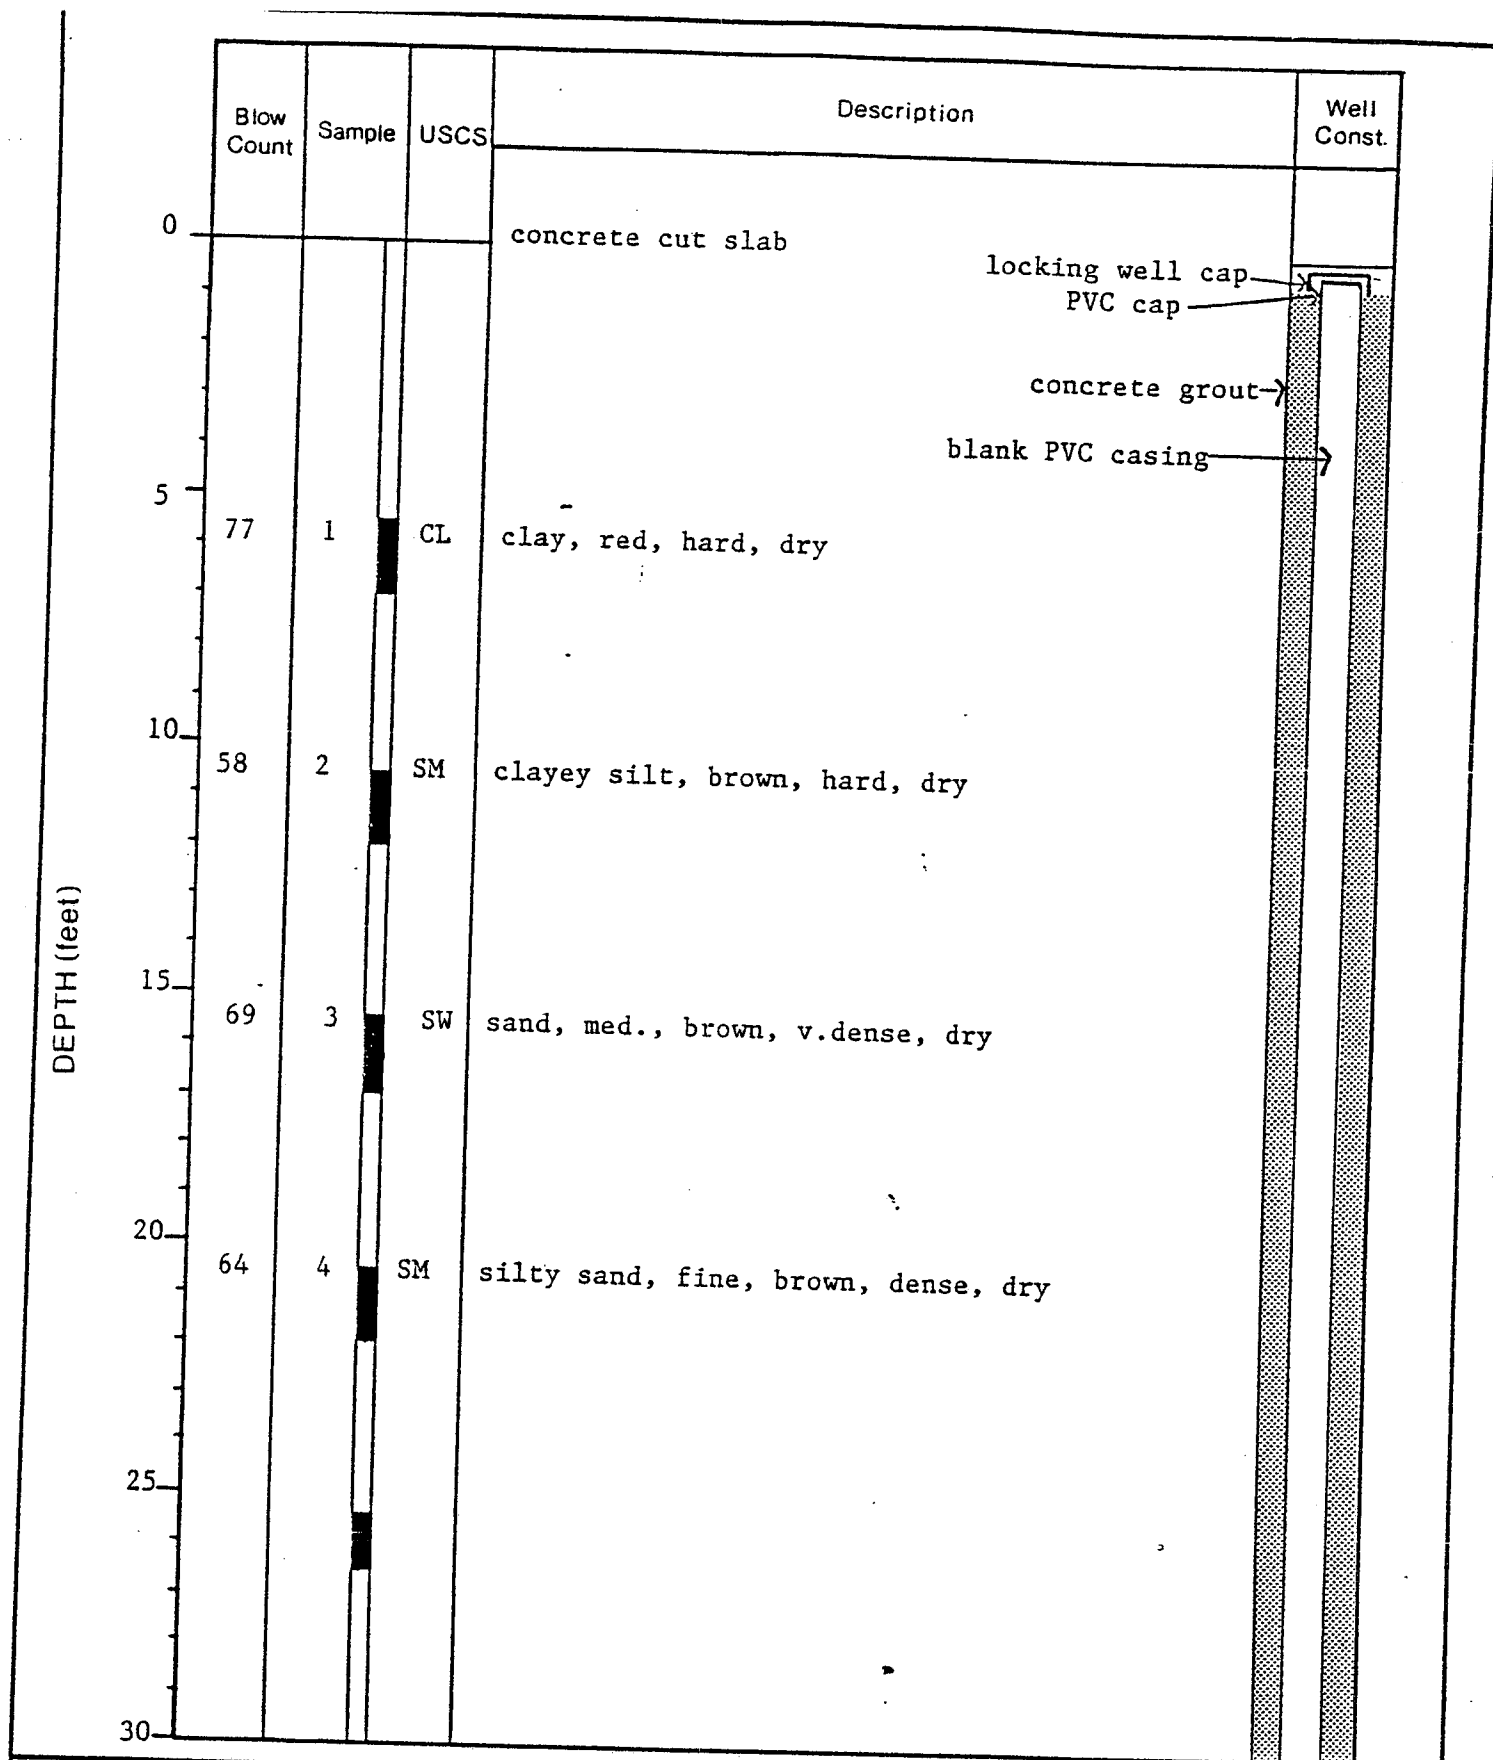 Blow Count
Sample
USCS
Description
Well Const.
0
concrete cut slab
locking well cap
PVC cap
concrete grout
blank PVC casing
5
77 1 CL clay, red, hard, dry
10
58 2 SM clayey silt, brown, hard, dry
DEPTH (feet)
15
69 3 SW sand, med., brown, v.dense, dry
20
64 4 SM silty sand, fine, brown, dense, dry
25
30